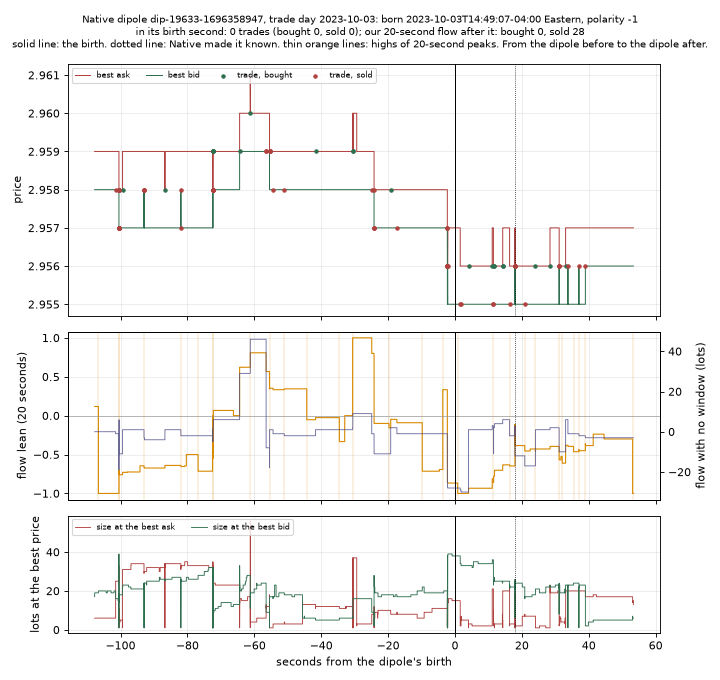 Native dipole dip-19633-1696358947, trade day 2023-10-03: born 2023-10-03T14:49:07-04:00 Eastern, polarity -1
in its birth second: 0 trades (bought 0, sold 0); our 20-second flow after it: bought 0, sold 28
solid line: the birth. dotted line: Native made it known. thin orange lines: highs of 20-second peaks. From the dipole before to the dipole after.
best ask best bid trade, bought trade, sold
2.961
2.960
2.959
2.958
2.957
2.956
2.955
price
1.0
0.5
0.0
−0.5
−1.0
flow lean (20 seconds)
40
20
0
−20
flow with no window (lots)
size at the best ask size at the best bid
40
20
0
lots at the best price
−100 −80 −60 −40 −20 0 20 40 60
seconds from the dipole's birth